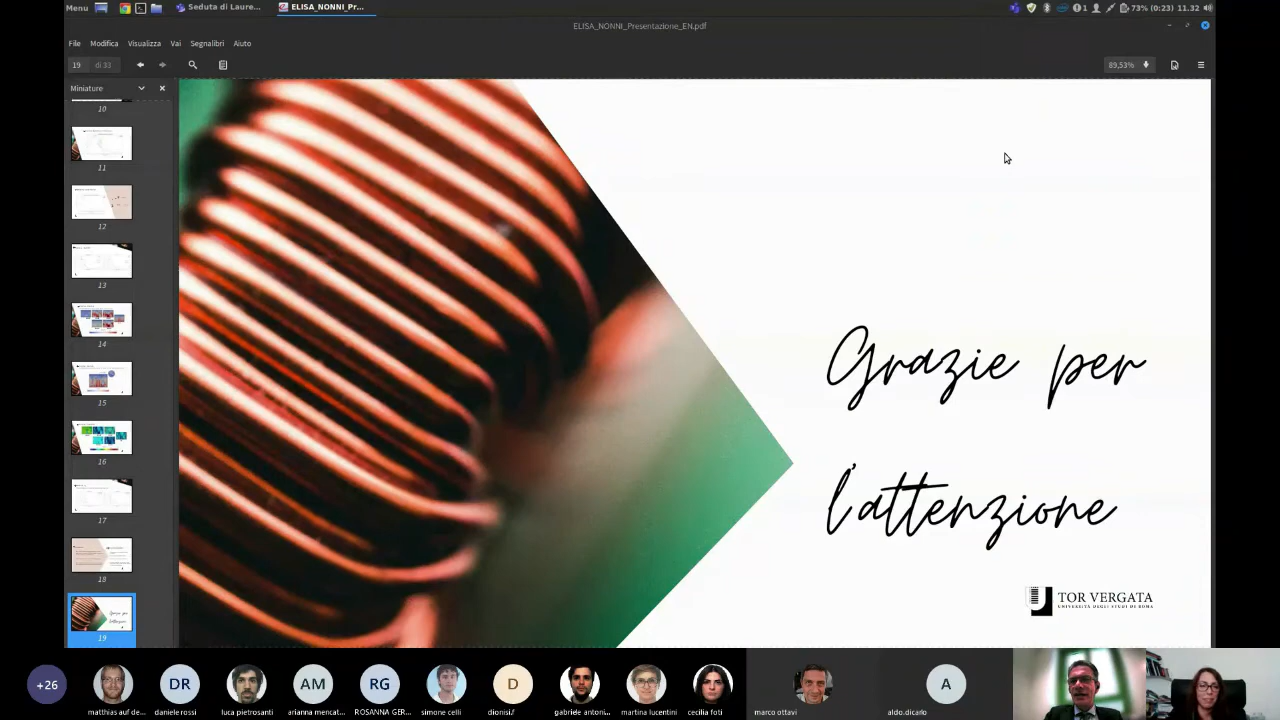 Menu
Seduta di Laure...
ELISA_NONNI_Pr...
1
73% (0:23)
11.32
ELISA_NONNI_Presentazione_EN.pdf
File
Modifica
Visualizza
Vai
Segnalibri
Aiuto
19
di 33
89,53%
Miniature
10
11
12
13
14
15
16
17
18
19
Grazie per
l'attenzione
TOR VERGATA
UNIVERSITÀ DEGLI STUDI DI ROMA
+26
DR
AM
RG
D
A
matthias auf de...
daniele rossi
luca pietrosanti
arianna mencat...
ROSANNA GER...
simone celli
dionisi.f
gabriele antoni...
martina lucentini
cecilia foti
marco ottavi
aldo.dicarlo